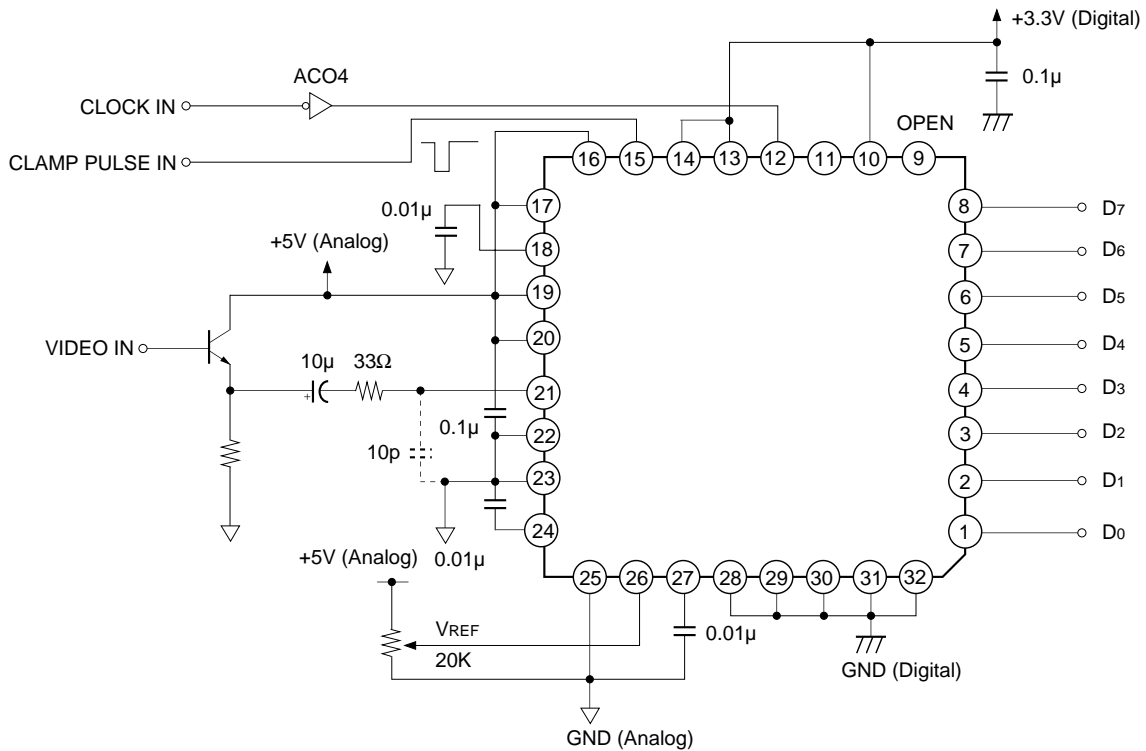 +3.3V (Digital)
ACO4
0.1µ
CLOCK IN
OPEN
CLAMP PULSE IN
16 15 14 13 12 11 10 9
17
8 D7
0.01µ
18
7 D6
+5V (Analog)
19
6 D5
20
5 D4
VIDEO IN
10µ 33Ω
21
4 D3
0.1µ
22
3 D2
10p
23
2 D1
24
1 D0
+5V (Analog) 0.01µ
25 26 27 28 29 30 31 32
VREF
0.01µ
20K
GND (Digital)
GND (Analog)
+